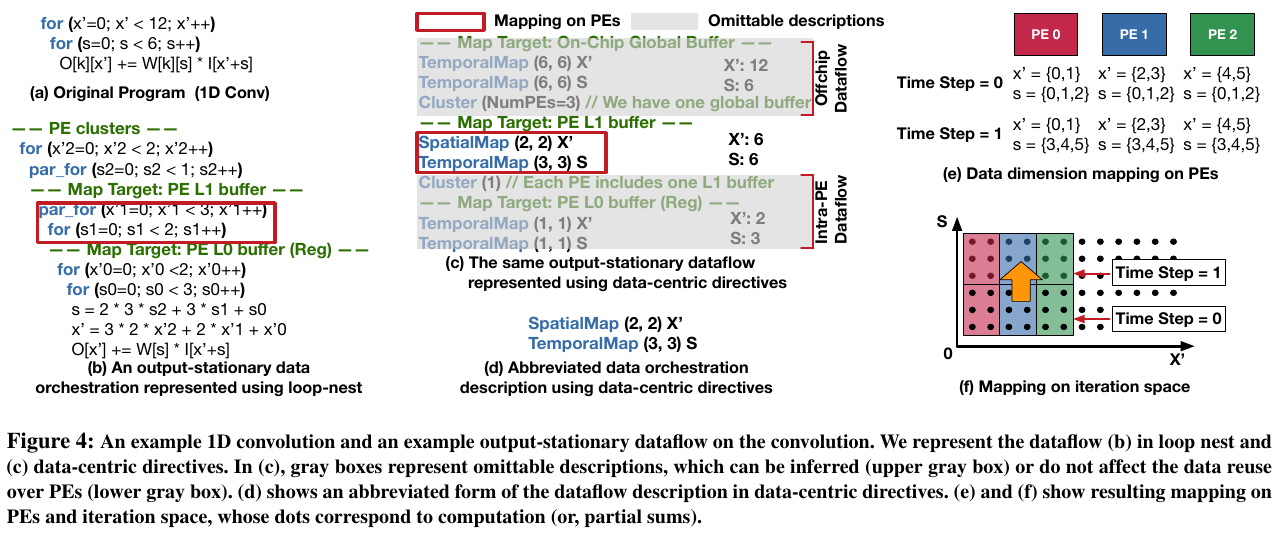 for (x'=0; x' < 12; x'++)
for (s=0; s < 6; s++)
O[k][x'] += W[k][s] * I[x'+s]
(a) Original Program (1D Conv)
—— PE clusters ——
for (x'2=0; x'2 < 2; x'2++)
par_for (s2=0; s2 < 1; s2++)
—— Map Target: PE L1 buffer ——
par_for (x'1=0; x'1 < 3; x'1++)
for (s1=0; s1 < 2; s1++)
—— Map Target: PE L0 buffer (Reg) ——
for (x'0=0; x'0 <2; x'0++)
for (s0=0; s0 < 3; s0++)
s = 2 * 3 * s2 + 3 * s1 + s0
x' = 3 * 2 * x'2 + 2 * x'1 + x'0
O[x'] += W[s] * I[x'+s]
(b) An output-stationary data
orchestration represented using loop-nest
Mapping on PEs
Omittable descriptions
—— Map Target: On-Chip Global Buffer ——
TemporalMap (6, 6) X' X': 12
TemporalMap (6, 6) S S: 6
Cluster (NumPEs=3) // We have one global buffer
Offchip
Dataflow
—— Map Target: PE L1 buffer ——
SpatialMap (2, 2) X' X': 6
TemporalMap (3, 3) S S: 6
Cluster (1) // Each PE includes one L1 buffer
—— Map Target: PE L0 buffer (Reg) ——
TemporalMap (1, 1) X' X': 2
TemporalMap (1, 1) S S: 3
Intra-PE
Dataflow
(c) The same output-stationary dataflow
represented using data-centric directives
SpatialMap (2, 2) X'
TemporalMap (3, 3) S
(d) Abbreviated data orchestration
description using data-centric directives
PE 0 PE 1 PE 2
Time Step = 0
x' = {0,1} x' = {2,3} x' = {4,5}
s = {0,1,2} s = {0,1,2} s = {0,1,2}
Time Step = 1
x' = {0,1} x' = {2,3} x' = {4,5}
s = {3,4,5} s = {3,4,5} s = {3,4,5}
(e) Data dimension mapping on PEs
S
Time Step = 1
Time Step = 0
0
X'
(f) Mapping on iteration space
Figure 4: An example 1D convolution and an example output-stationary dataflow on the convolution. We represent the dataflow (b) in loop nest and
(c) data-centric directives. In (c), gray boxes represent omittable descriptions, which can be inferred (upper gray box) or do not affect the data reuse
over PEs (lower gray box). (d) shows an abbreviated form of the dataflow description in data-centric directives. (e) and (f) show resulting mapping on
PEs and iteration space, whose dots correspond to computation (or, partial sums).